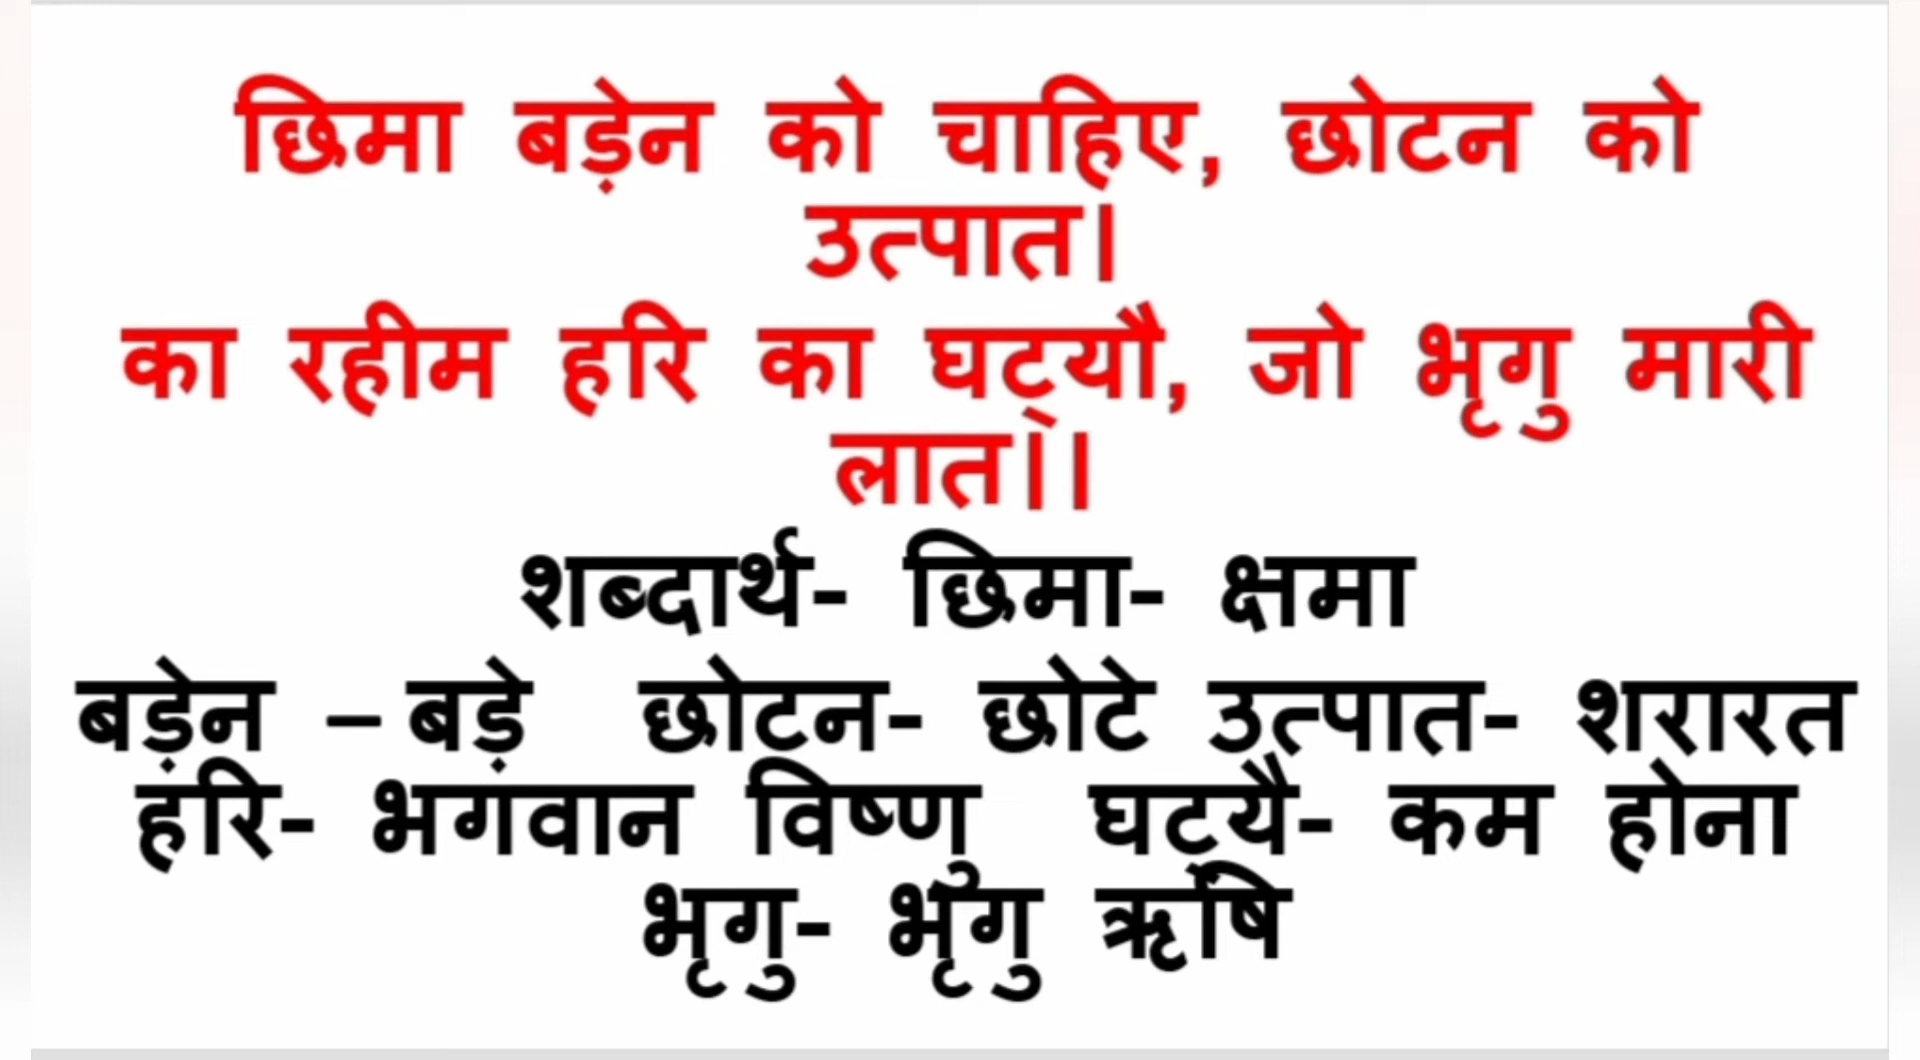 छिमा बड़ेन को चाहिए, छोटन को
उत्पात।
का रहीम हरि का घट्यौ, जो भृगु मारी
लात।।
शब्दार्थ- छिमा- क्षमा
बड़ेन – बड़े छोटन- छोटे उत्पात- शरारत
हरि- भगवान विष्णु घट्यै- कम होना
भृगु- भृगु ऋषि